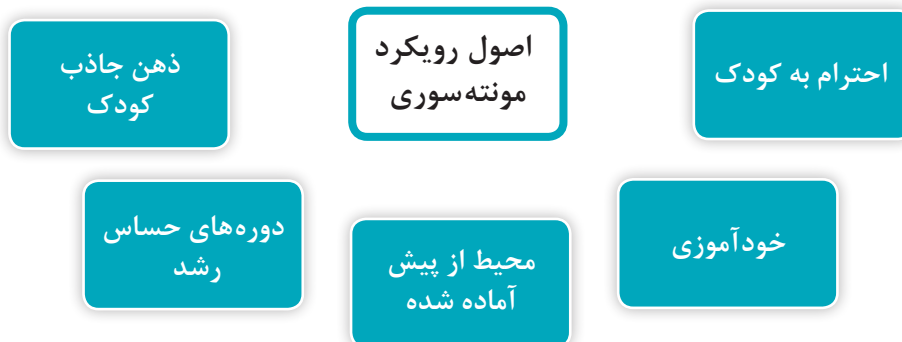 اصول رویکرد
مونته‌سوری
احترام به کودک
خودآموزی
محیط از پیش
آماده شده
دوره‌های حساس
رشد
ذهن جاذب
کودک